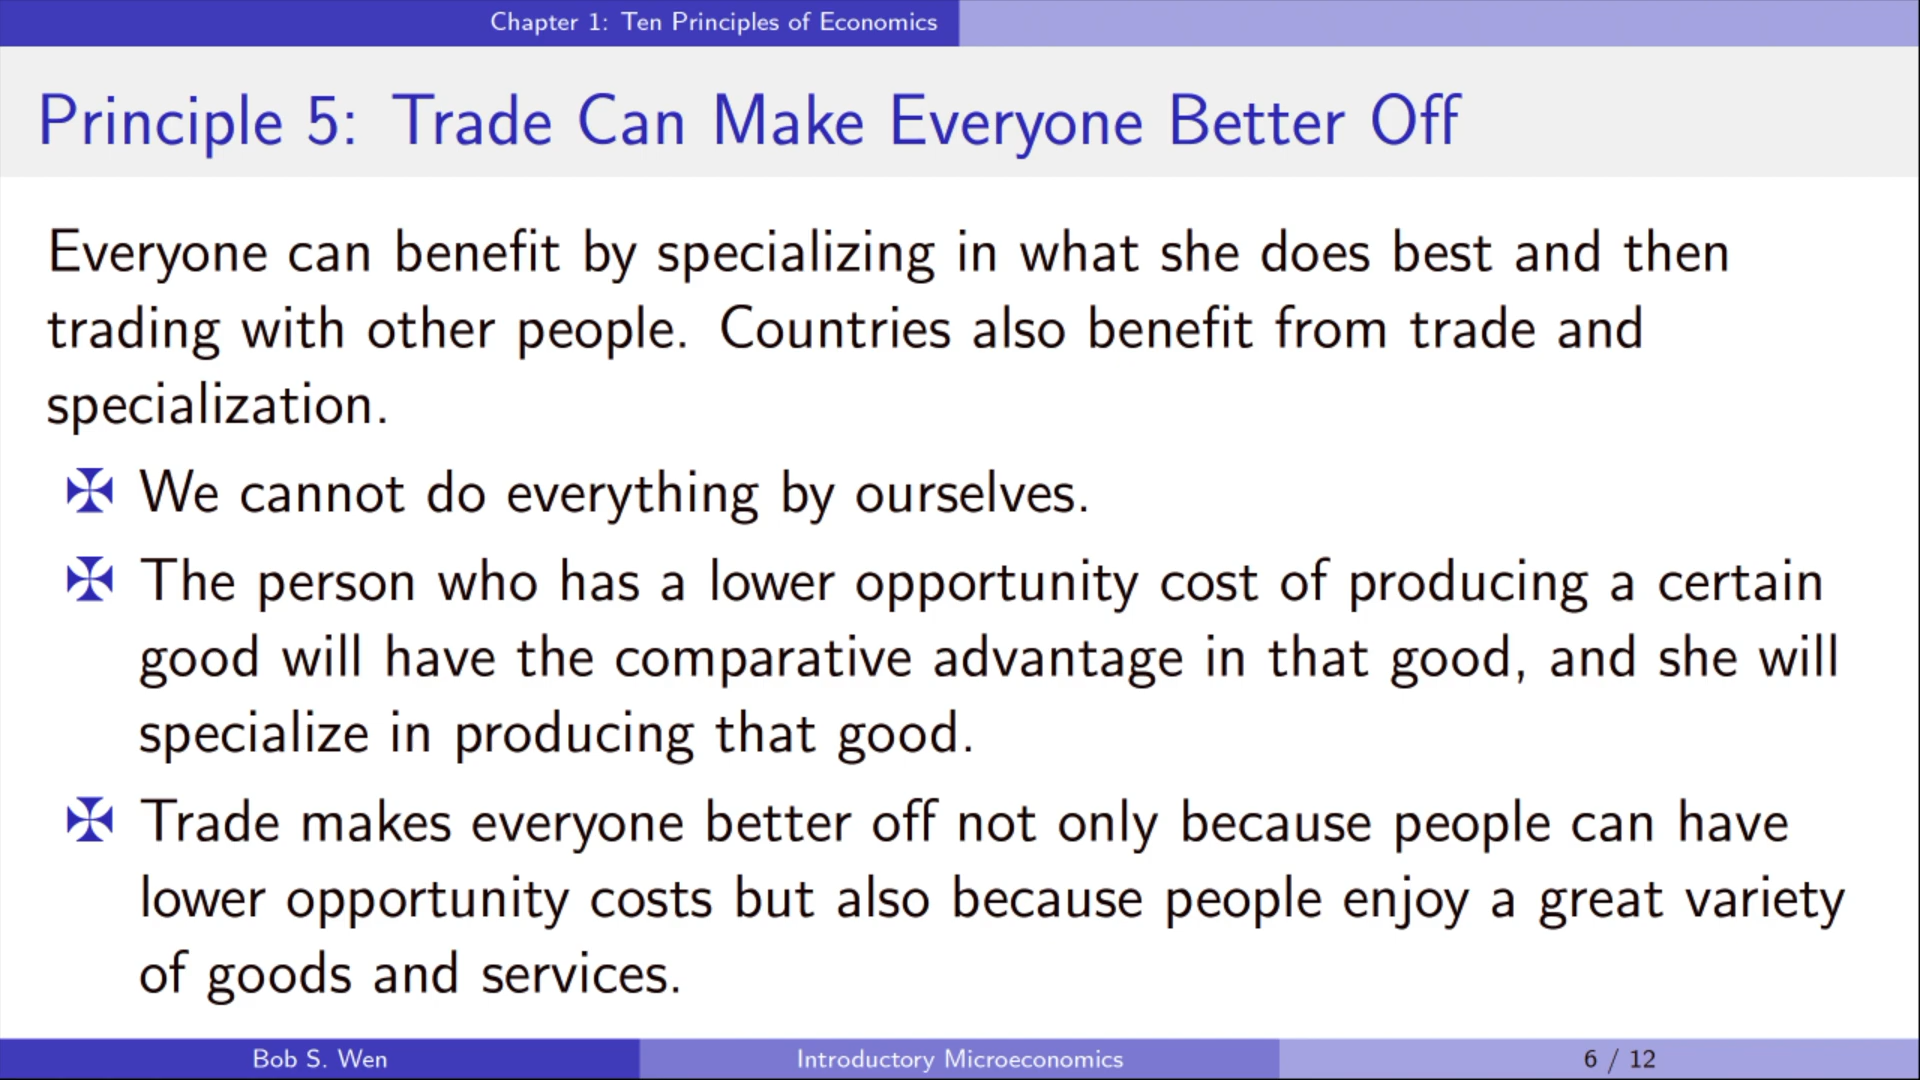 Chapter 1: Ten Principles of Economics
Principle 5: Trade Can Make Everyone Better Off
Everyone can benefit by specializing in what she does best and then
trading with other people. Countries also benefit from trade and
specialization.
✠ We cannot do everything by ourselves.
✠ The person who has a lower opportunity cost of producing a certain
good will have the comparative advantage in that good, and she will
specialize in producing that good.
✠ Trade makes everyone better off not only because people can have
lower opportunity costs but also because people enjoy a great variety
of goods and services.
Bob S. Wen Introductory Microeconomics 6 / 12